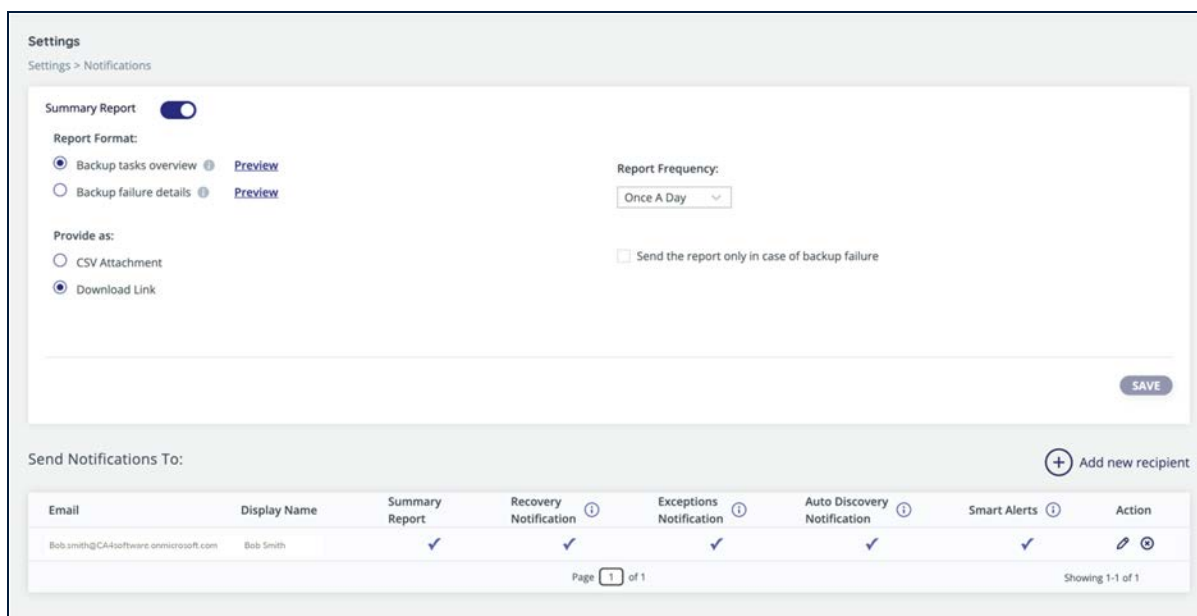 Settings
Settings > Notifications
Summary Report
Report Format:
Backup tasks overview Preview
Backup failure details Preview
Report Frequency:
Once A Day
Provide as:
CSV Attachment
Download Link
Send the report only in case of backup failure
SAVE
Send Notifications To:
Add new recipient
Email Display Name Summary Report Recovery Notification Exceptions Notification Auto Discovery Notification Smart Alerts Action
Bob.smith@CA4software.onmicrosoft.com Bob Smith
Page 1 of 1
Showing 1-1 of 1